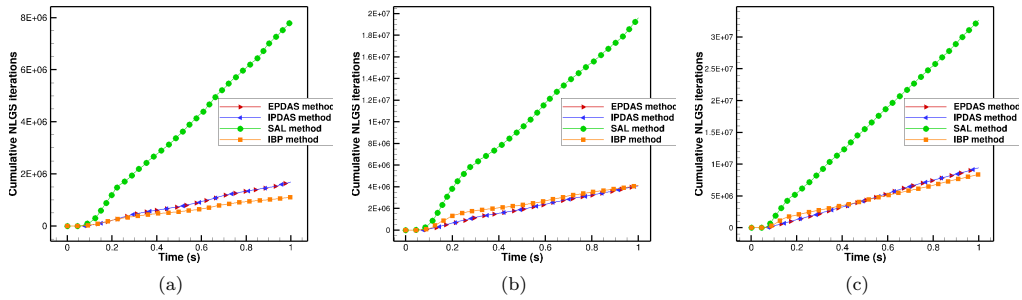 8E+06
6E+06
4E+06
2E+06
0
Cumulative NLGS iterations
0 0.2 0.4 0.6 0.8 1
Time (s)
EPDAS method
IPDAS method
SAL method
IBP method
(a)
2E+07
1.8E+07
1.6E+07
1.4E+07
1.2E+07
1E+07
8E+06
6E+06
4E+06
2E+06
0
Cumulative NLGS iterations
0 0.2 0.4 0.6 0.8 1
Time (s)
EPDAS method
IPDAS method
SAL method
IBP method
(b)
3E+07
2.5E+07
2E+07
1.5E+07
1E+07
5E+06
0
Cumulative NLGS iterations
0 0.2 0.4 0.6 0.8 1
Time (s)
EPDAS method
IPDAS method
SAL method
IBP method
(c)